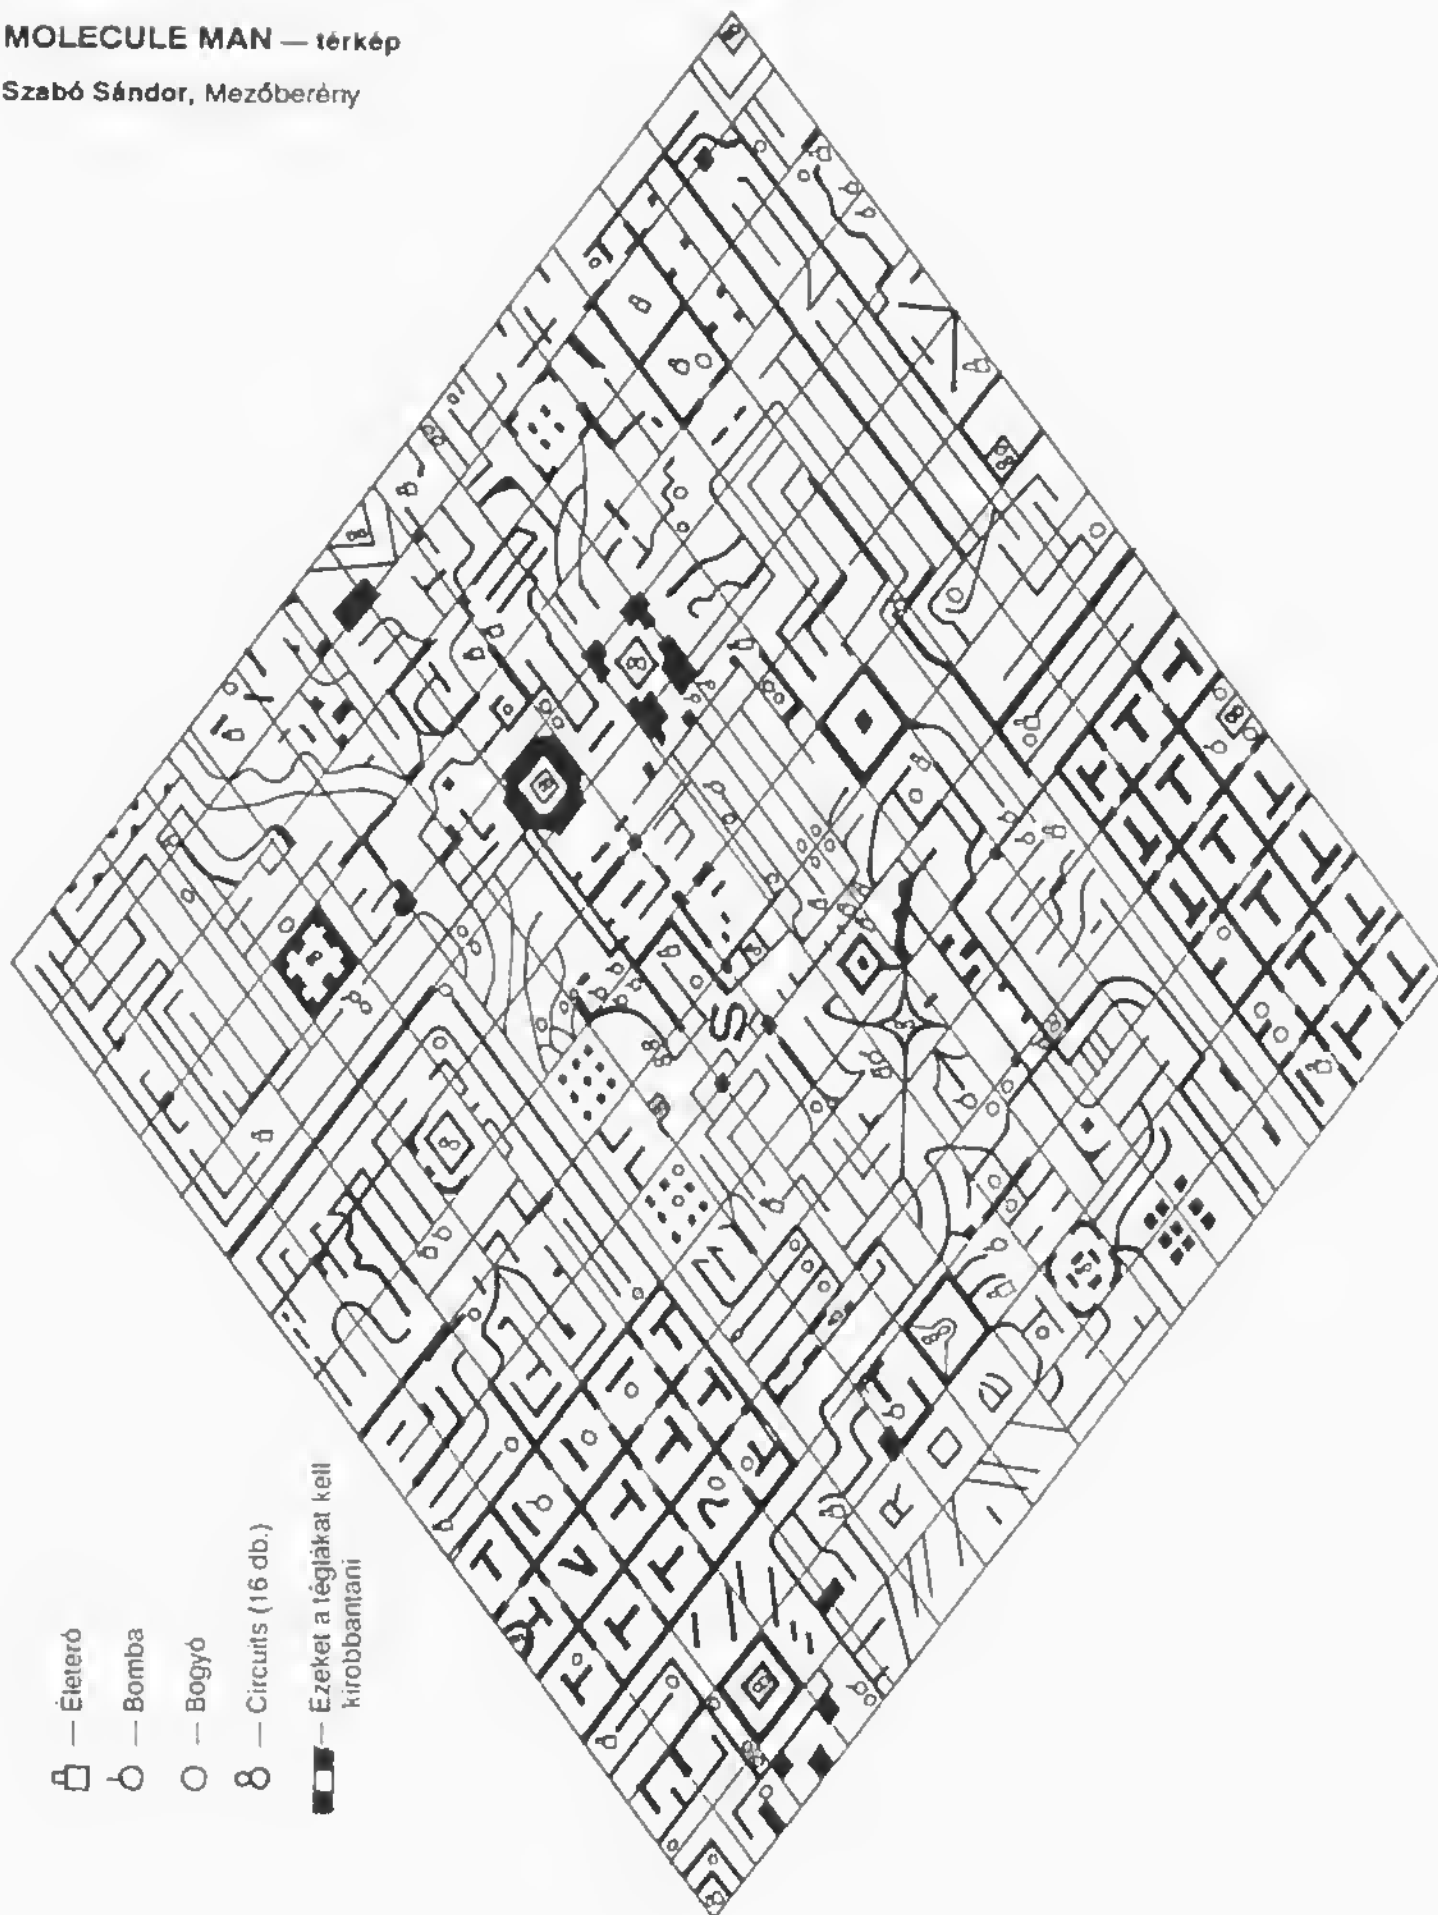 MOLECULE MAN — térkép
Szabó Sándor, Mezőberény
— Életerő
— Bomba
— Bogyó
— Circuits (16 db.)
— Ezeket a téglákat kell
kirobbantani
S